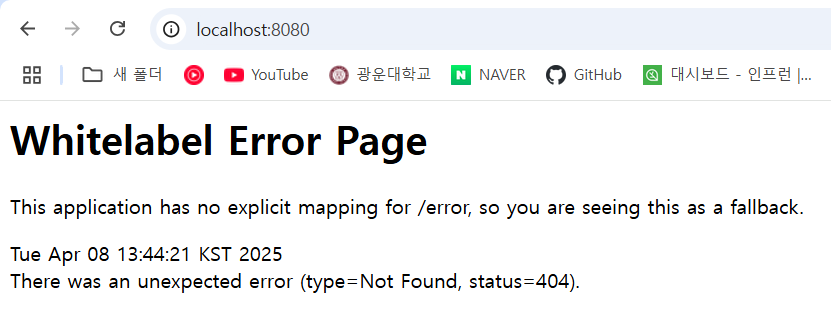 localhost:8080
새 폴더 YouTube 광운대학교 NAVER GitHub 대시보드 - 인프런 |...
Whitelabel Error Page
This application has no explicit mapping for /error, so you are seeing this as a fallback.
Tue Apr 08 13:44:21 KST 2025
There was an unexpected error (type=Not Found, status=404).